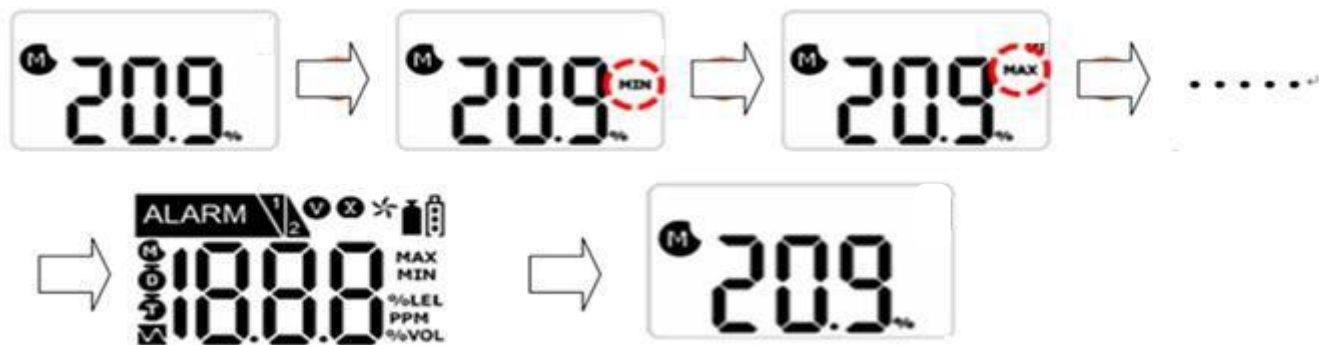 M 20.9 %
M 20.9 MIN %
M 20.9 MAX %
.....
ALARM 1 2 V X
M 188.8 MAX
D MIN
T %LEL
PPM
%VOL
M 20.9 %